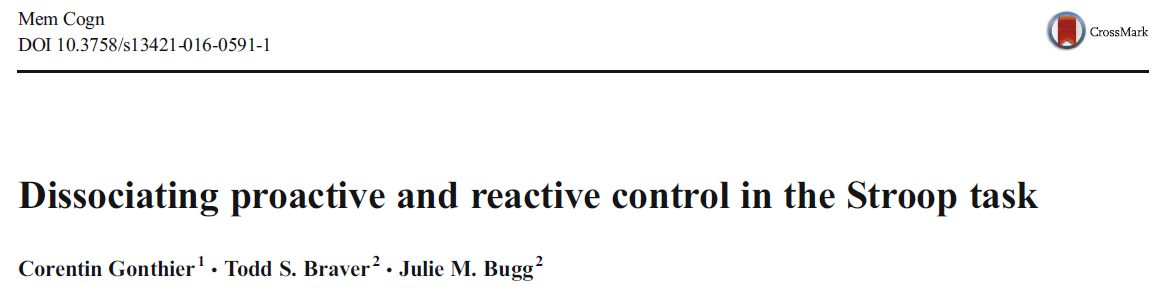 Mem Cogn
DOI 10.3758/s13421-016-0591-1
CrossMark
Dissociating proactive and reactive control in the Stroop task
Corentin Gonthier1 • Todd S. Braver2 • Julie M. Bugg2